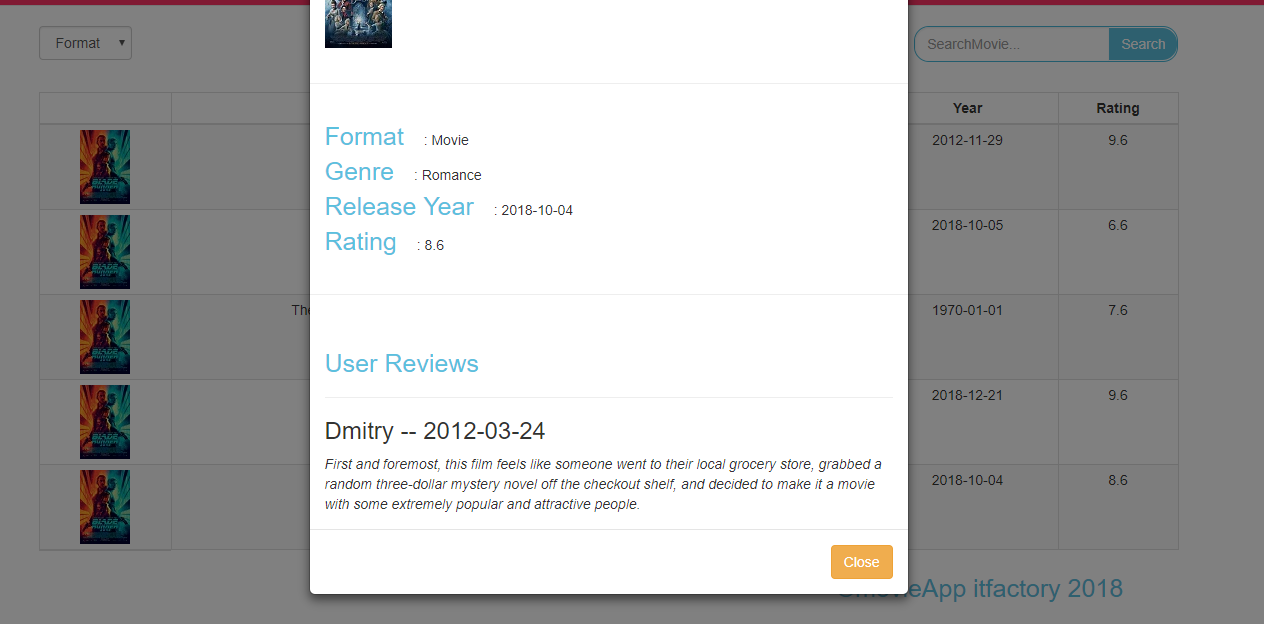 Format
SearchMovie...
Search
Year
Rating
2012-11-29
9.6
2018-10-05
6.6
The
1970-01-01
7.6
2018-12-21
9.6
2018-10-04
8.6
Format : Movie
Genre : Romance
Release Year : 2018-10-04
Rating : 8.6
User Reviews
Dmitry -- 2012-03-24
First and foremost, this film feels like someone went to their local grocery store, grabbed a
random three-dollar mystery novel off the checkout shelf, and decided to make it a movie
with some extremely popular and attractive people.
Close
App itfactory 2018